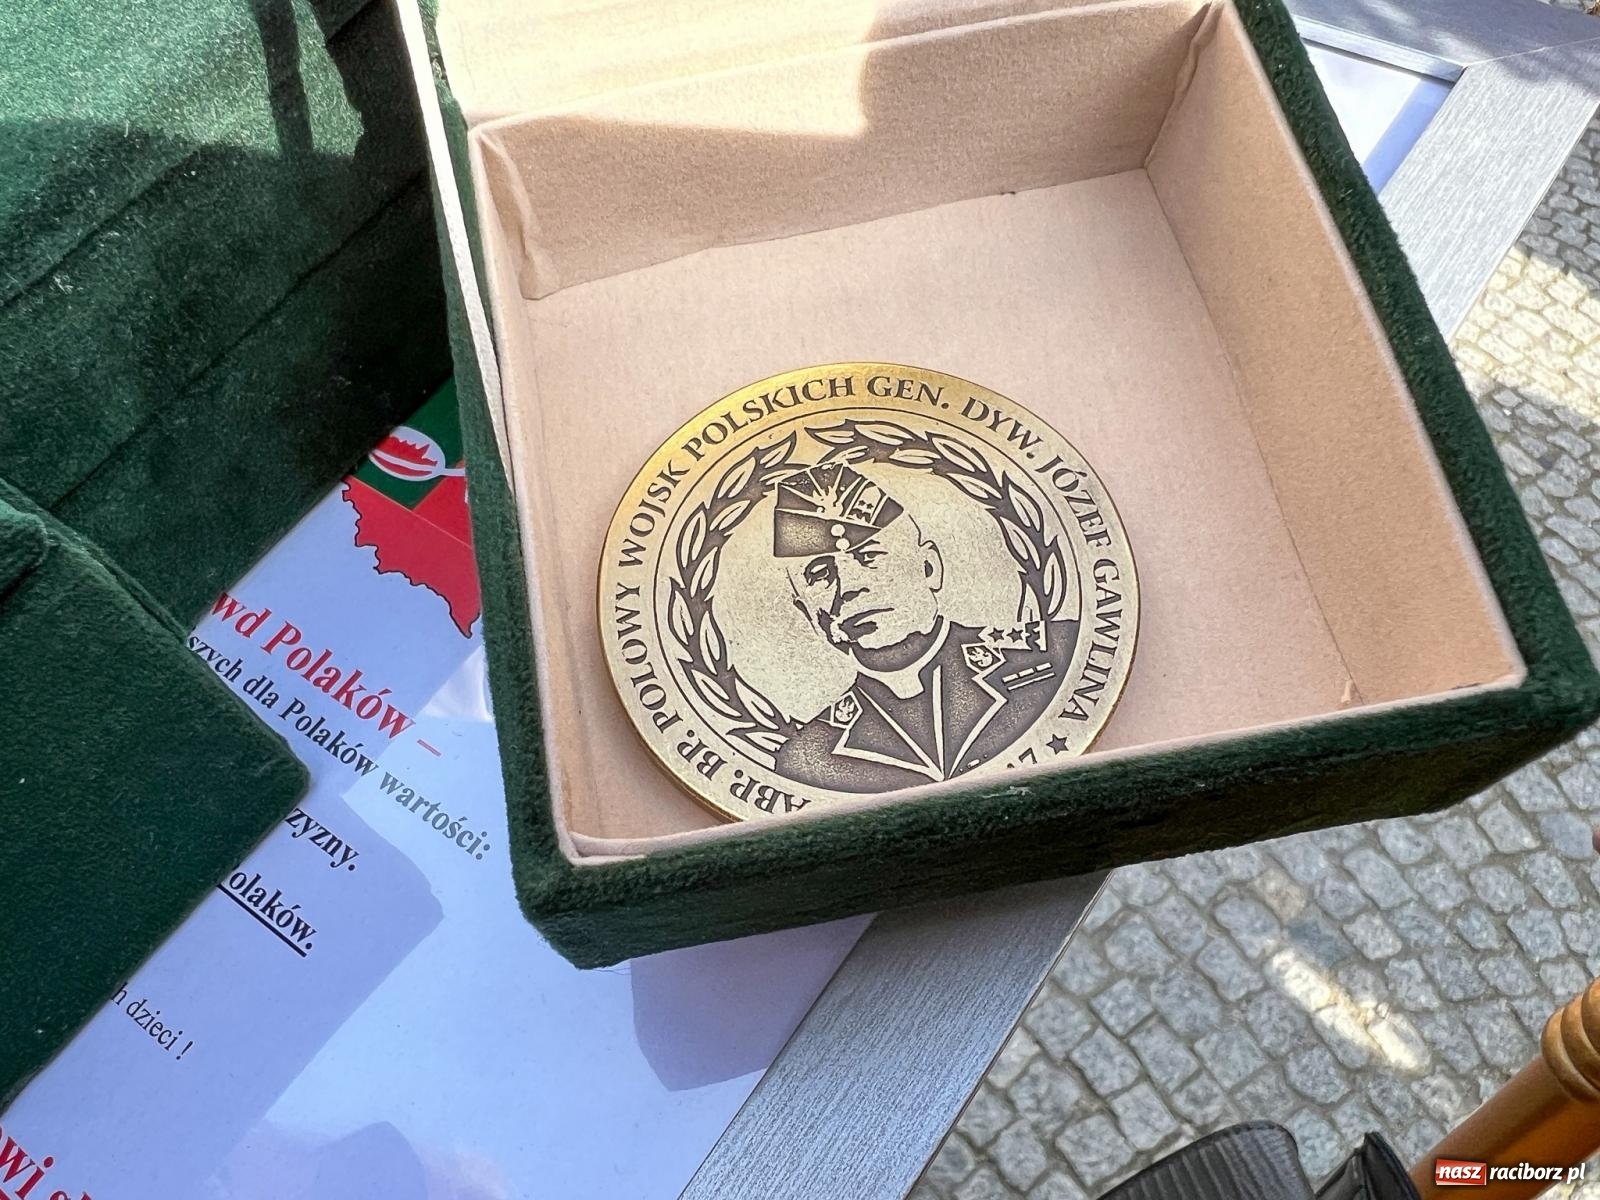 ABP. BP. POLOWY WOJSK POLSKICH GEN. DYW. JÓZEF GAWLINA ★
wd Polaków –
szych dla Polaków wartości:
zyzny.
olaków.
h dzieci !
nasz raciborz.pl